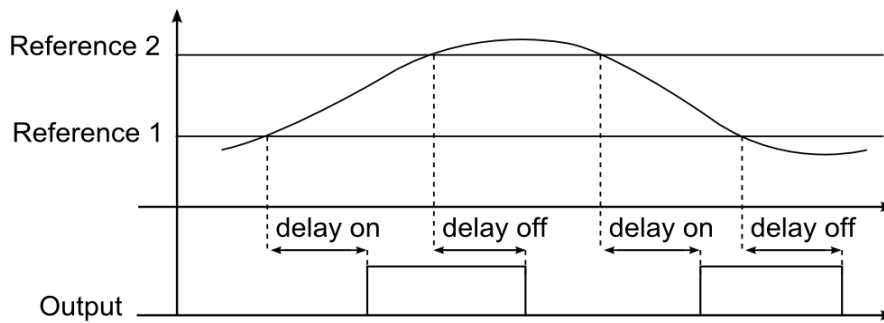 Reference 2
Reference 1
delay on delay off delay on delay off
Output